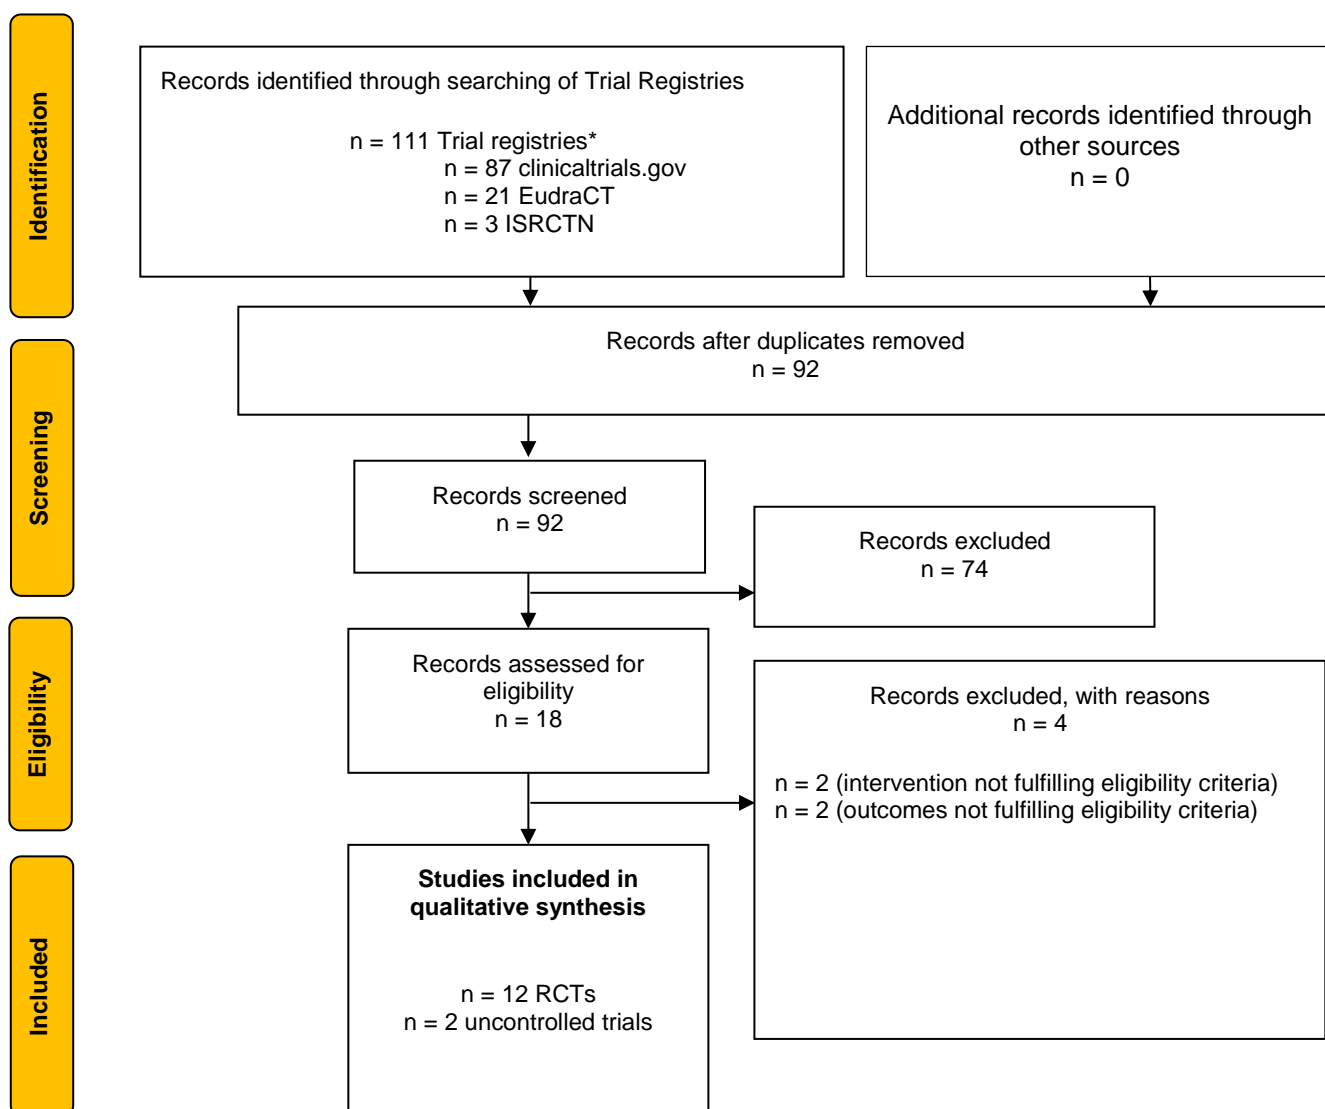 Identification
Records identified through searching of Trial Registries
n = 111 Trial registries*
n = 87 clinicaltrials.gov
n = 21 EudraCT
n = 3 ISRCTN
Additional records identified through
other sources
n = 0
Records after duplicates removed
n = 92
Screening
Records screened
n = 92
Records excluded
n = 74
Eligibility
Records assessed for
eligibility
n = 18
Records excluded, with reasons
n = 4
n = 2 (intervention not fulfilling eligibility criteria)
n = 2 (outcomes not fulfilling eligibility criteria)
Included
Studies included in
qualitative synthesis
n = 12 RCTs
n = 2 uncontrolled trials